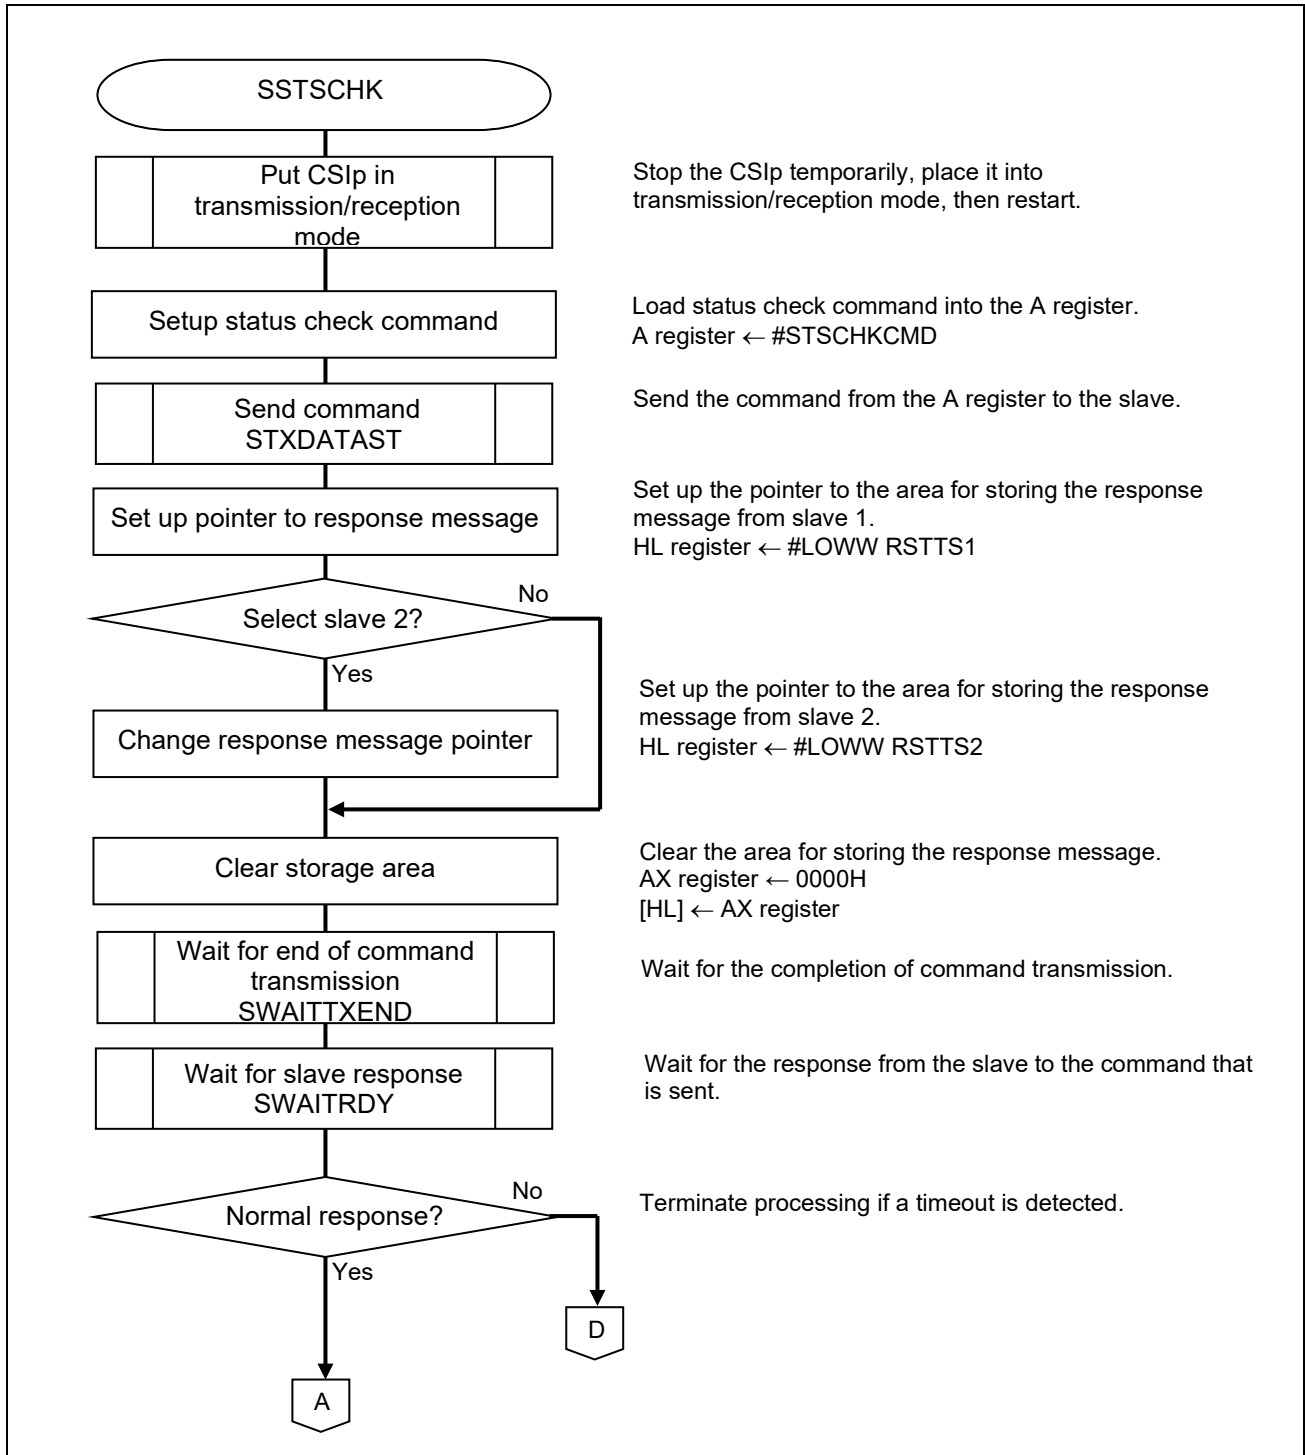 SSTSCHK
Put CSIp in
transmission/reception
mode
Stop the CSIp temporarily, place it into
transmission/reception mode, then restart.
Setup status check command
Load status check command into the A register.
A register ← #STSCHKCMD
Send command
STXDATAST
Send the command from the A register to the slave.
Set up pointer to response message
Set up the pointer to the area for storing the response
message from slave 1.
HL register ← #LOWW RSTTS1
Select slave 2?
No
Yes
Change response message pointer
Set up the pointer to the area for storing the response
message from slave 2.
HL register ← #LOWW RSTTS2
Clear storage area
Clear the area for storing the response message.
AX register ← 0000H
[HL] ← AX register
Wait for end of command
transmission
SWAITTXEND
Wait for the completion of command transmission.
Wait for slave response
SWAITRDY
Wait for the response from the slave to the command that
is sent.
Normal response?
No
Yes
Terminate processing if a timeout is detected.
D
A